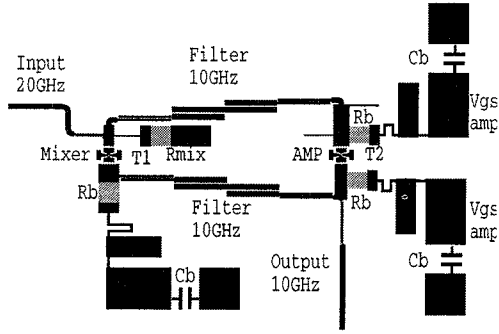 Cb
Filter
10GHz
Input
20GHz
Rb
Vgs
amp
Mixer
T1
Rmix
AMP
T2
Rb
Rb
Filter
10GHz
Vgs
amp
Cb
Output
10GHz
Cb